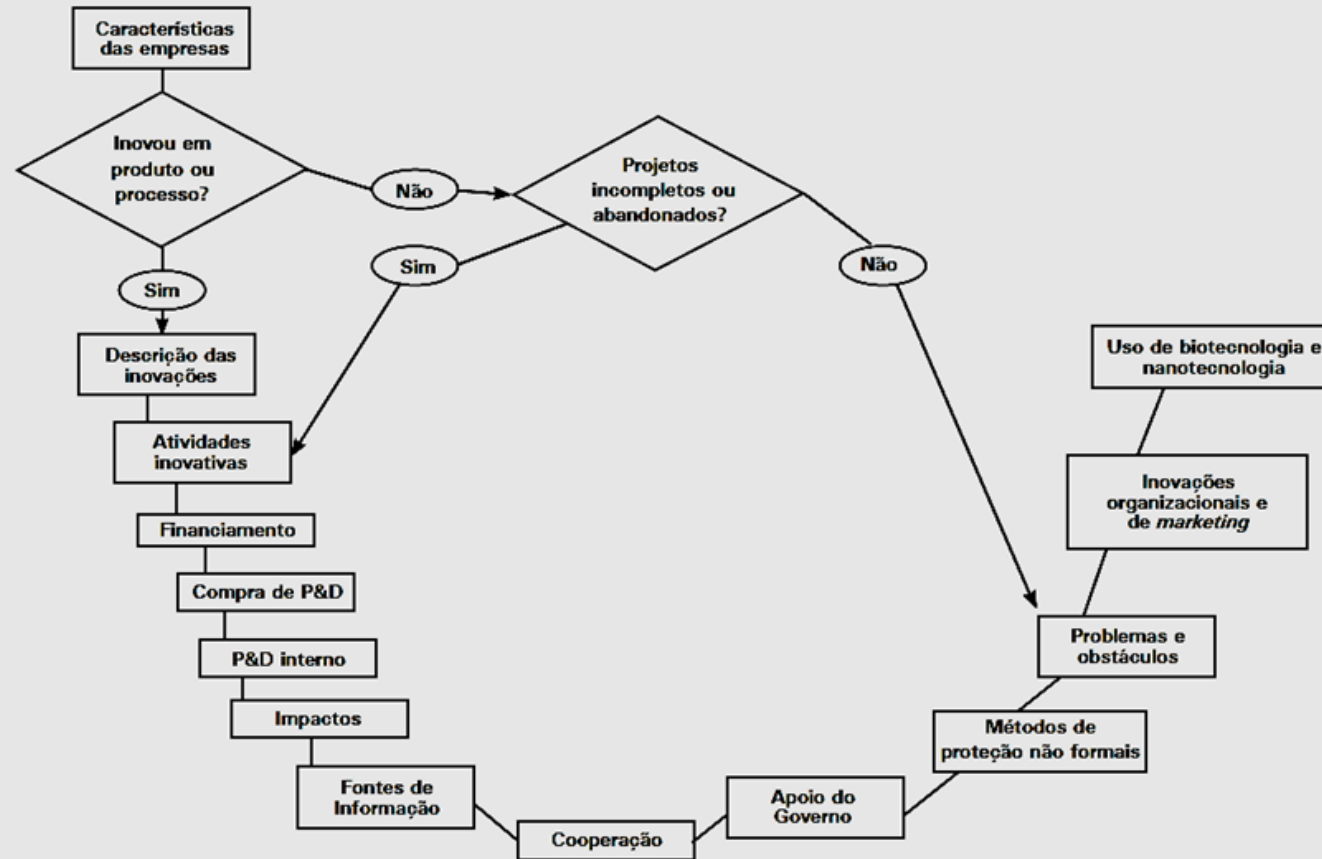 Características
das empresas
Inovou em
produto ou
processo?
Não
Projetos
incompletos ou
abandonados?
Sim
Não
Sim
Descrição das
inovações
Atividades
inovativas
Financiamento
Compra de P&D
P&D interno
Impactos
Fontes de
Informação
Cooperação
Apoio do
Governo
Métodos de
proteção não formais
Problemas e
obstáculos
Inovações
organizacionais e
de marketing
Uso de biotecnologia e
nanotecnologia